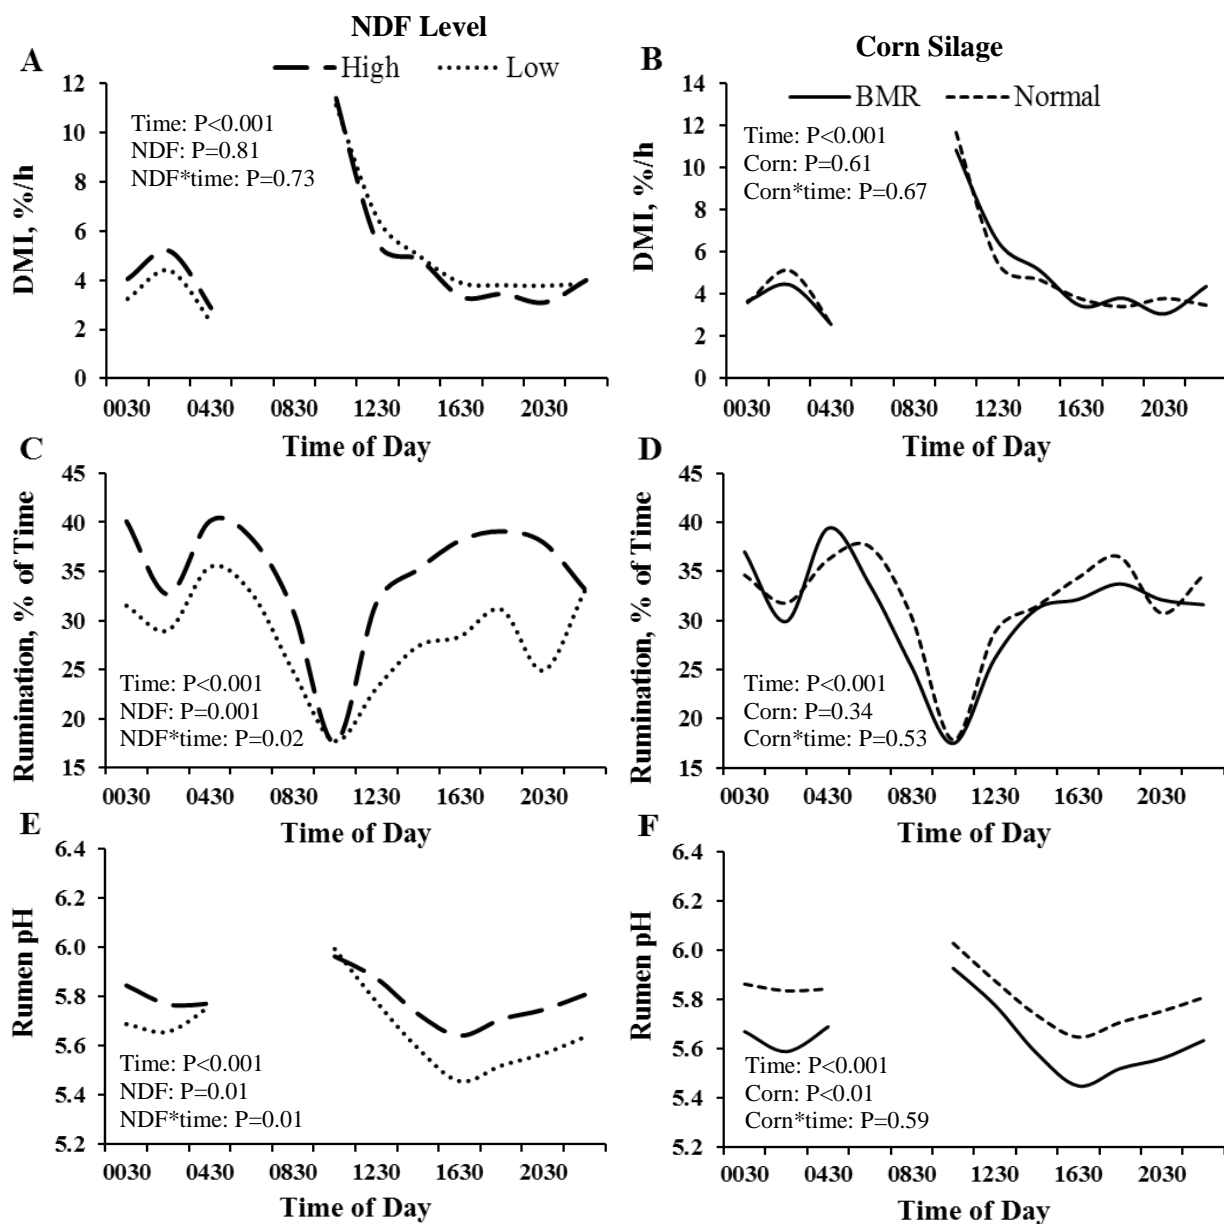 NDF Level
Corn Silage
A
High
Low
12
10
8
6
4
2
0
DMI, %/h
Time: P<0.001
NDF: P=0.81
NDF*time: P=0.73
0030 0430 0830 1230 1630 2030
Time of Day
B
BMR
Normal
14
12
10
8
6
4
2
0
DMI, %/h
Time: P<0.001
Corn: P=0.61
Corn*time: P=0.67
0030 0430 0830 1230 1630 2030
Time of Day
C
45
40
35
30
25
20
15
Rumination, % of Time
Time: P<0.001
NDF: P=0.001
NDF*time: P=0.02
0030 0430 0830 1230 1630 2030
Time of Day
D
45
40
35
30
25
20
15
Rumination, % of Time
Time: P<0.001
Corn: P=0.34
Corn*time: P=0.53
0030 0430 0830 1230 1630 2030
Time of Day
E
6.4
6.2
6.0
5.8
5.6
5.4
5.2
Rumen pH
Time: P<0.001
NDF: P=0.01
NDF*time: P=0.01
0030 0430 0830 1230 1630 2030
Time of Day
F
6.4
6.2
6.0
5.8
5.6
5.4
5.2
Rumen pH
Time: P<0.001
Corn: P<0.01
Corn*time: P=0.59
0030 0430 0830 1230 1630 2030
Time of Day